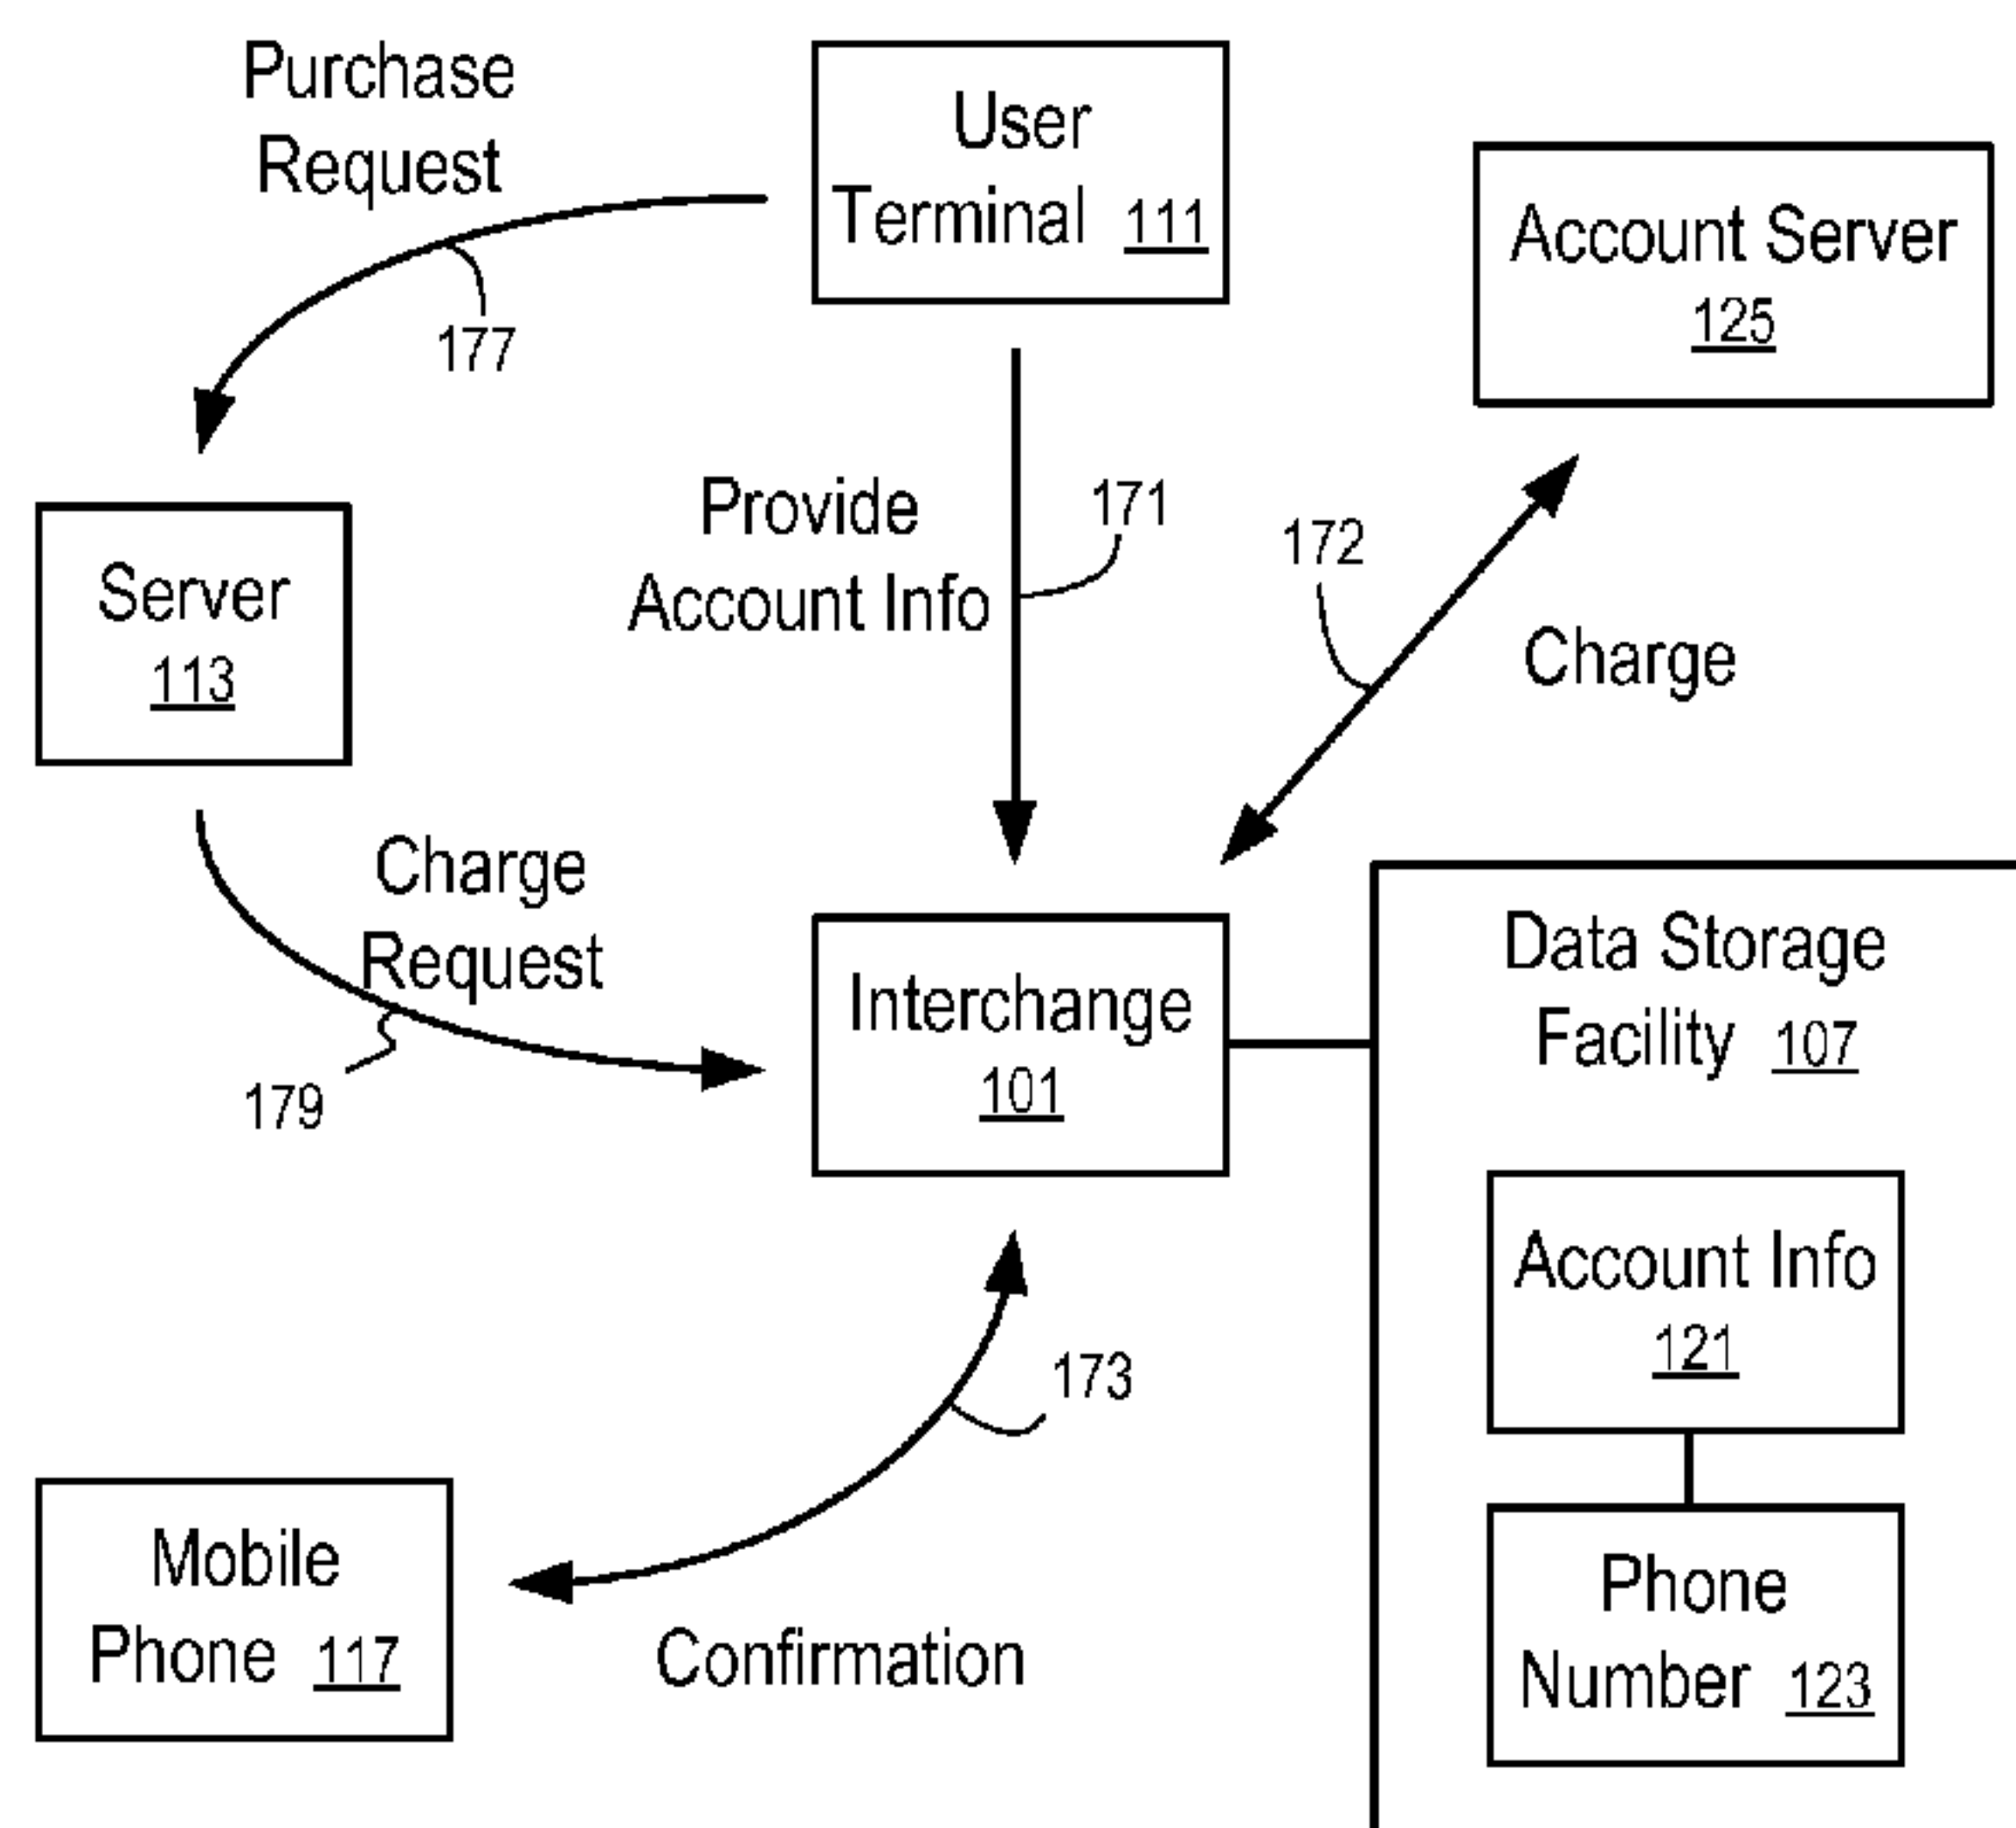 Purchase
Request
177
User
Terminal 111
Account Server
125
Provide
Account Info
171
172
Charge
Server
113
Charge
Request
179
Interchange
101
Data Storage
Facility 107
Account Info
121
Phone
Number 123
173
Confirmation
Mobile
Phone 117